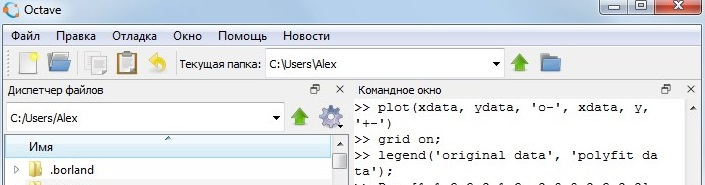 Octave
Файл Правка Отладка Окно Помощь Новости
Текущая папка: C:\Users\Alex
Диспетчер файлов
Командное окно
C:/Users/Alex
Имя
.borland
>> plot(xdata, ydata, 'o-', xdata, y,
'+-')
>> grid on;
>> legend('original data', 'polyfit da
ta');